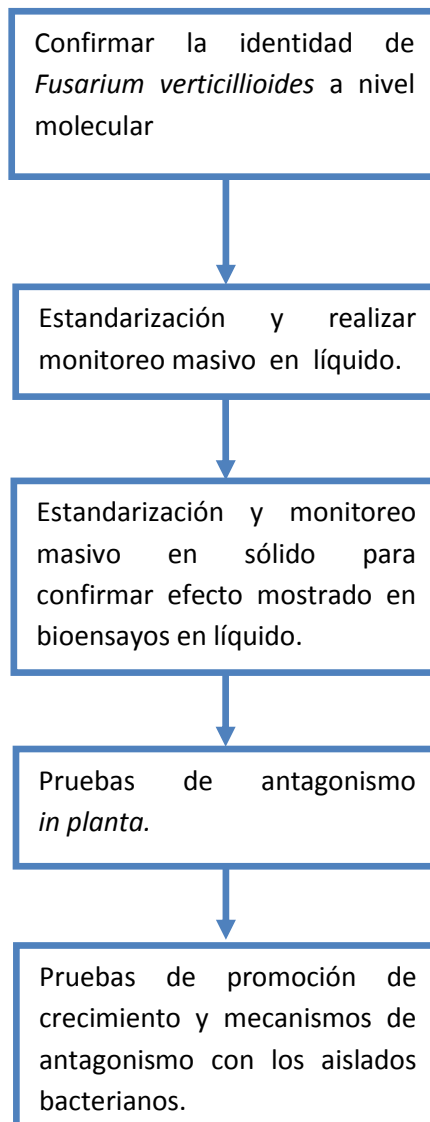 Confirmar la identidad de
Fusarium verticillioides a nivel
molecular
Estandarización y realizar
monitoreo masivo en líquido.
Estandarización y monitoreo
masivo en sólido para
confirmar efecto mostrado en
bioensayos en líquido.
Pruebas de antagonismo
in planta.
Pruebas de promoción de
crecimiento y mecanismos de
antagonismo con los aislados
bacterianos.